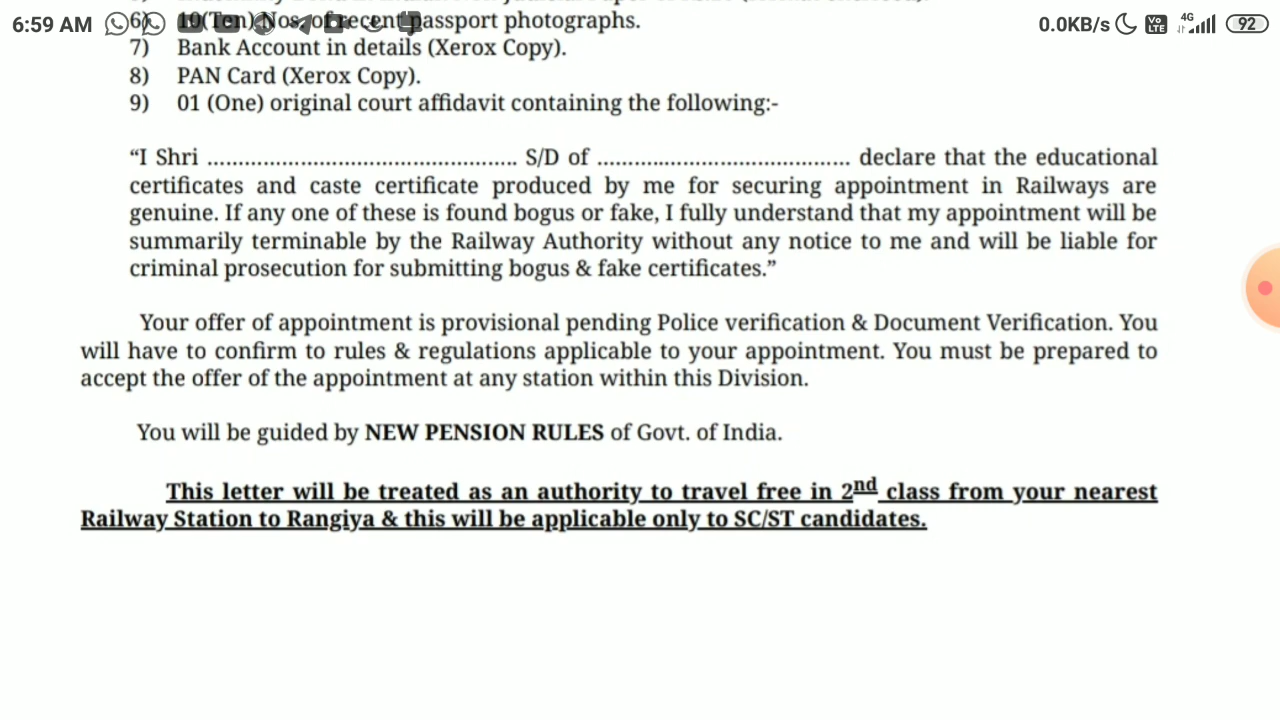 6:59 AM
0.0KB/s Vo LTE 4G 92
6) 10(Ten) Nos. of recent passport photographs.
7) Bank Account in details (Xerox Copy).
8) PAN Card (Xerox Copy).
9) 01 (One) original court affidavit containing the following:-
“I Shri .................................................. S/D of ......................................... declare that the educational
certificates and caste certificate produced by me for securing appointment in Railways are
genuine. If any one of these is found bogus or fake, I fully understand that my appointment will be
summarily terminable by the Railway Authority without any notice to me and will be liable for
criminal prosecution for submitting bogus & fake certificates.”
Your offer of appointment is provisional pending Police verification & Document Verification. You
will have to confirm to rules & regulations applicable to your appointment. You must be prepared to
accept the offer of the appointment at any station within this Division.
You will be guided by NEW PENSION RULES of Govt. of India.
This letter will be treated as an authority to travel free in 2nd class from your nearest
Railway Station to Rangiya & this will be applicable only to SC/ST candidates.